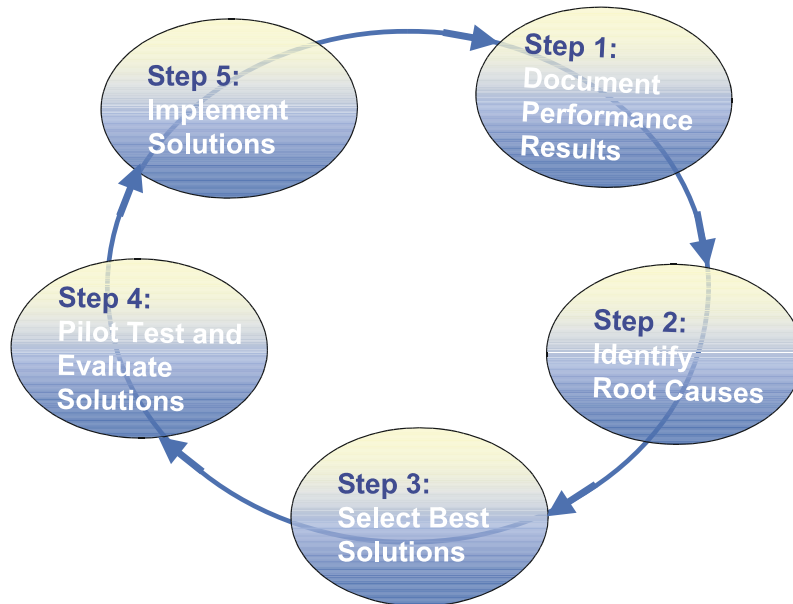 Step 1:
Document
Performance
Results
Step 2:
Identify
Root Causes
Step 3:
Select Best
Solutions
Step 4:
Pilot Test and
Evaluate
Solutions
Step 5:
Implement
Solutions